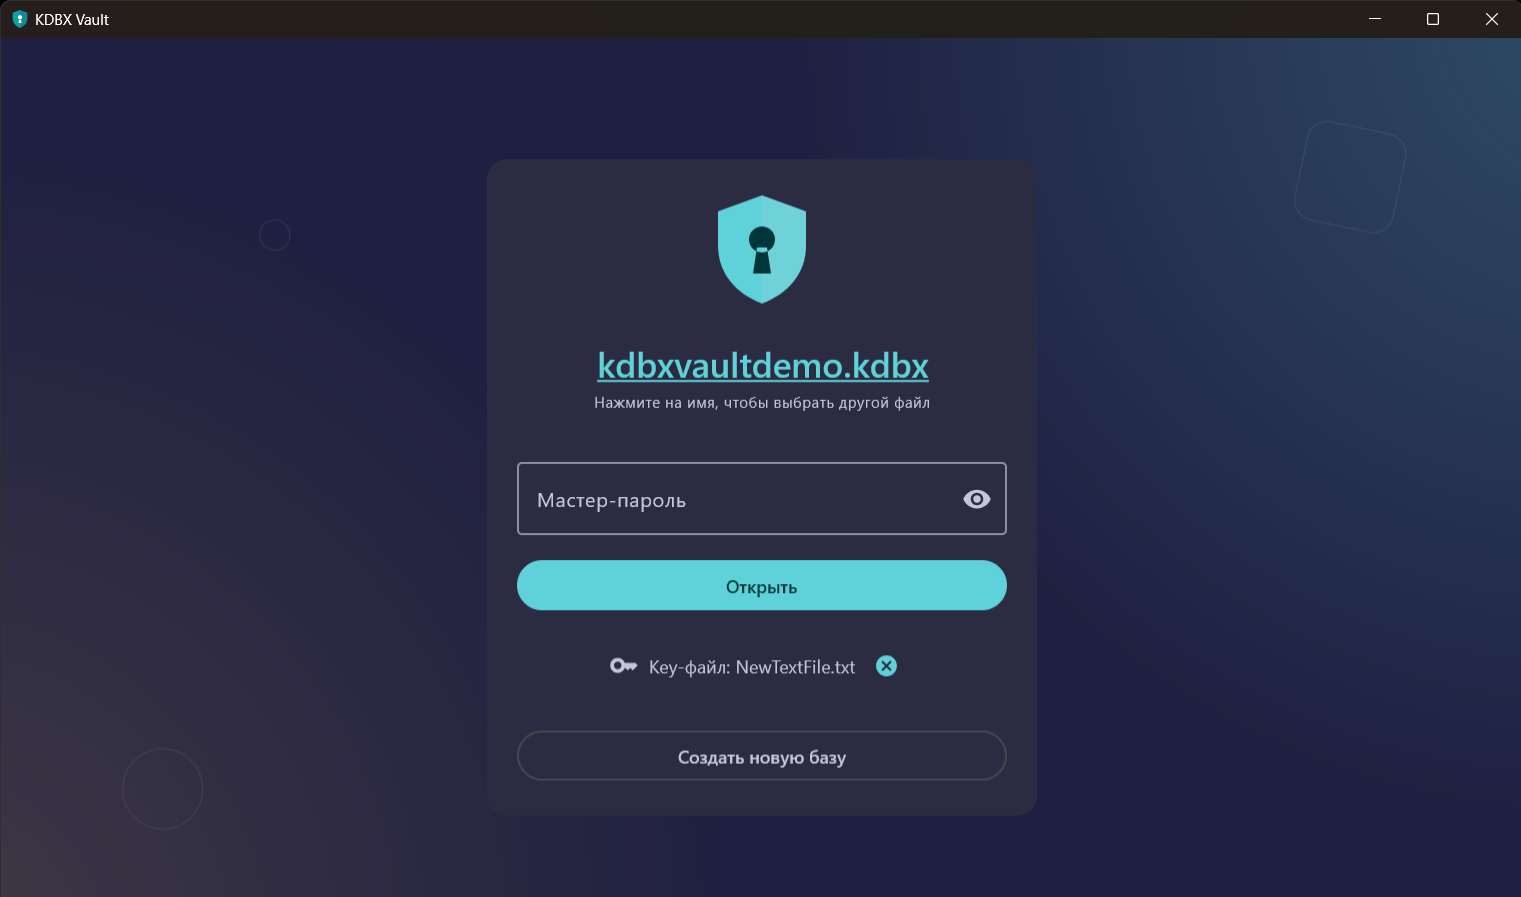 KDBX Vault
kdbxvaultdemo.kdbx
Нажмите на имя, чтобы выбрать другой файл
Мастер-пароль
Открыть
Key-файл: NewTextFile.txt
Создать новую базу